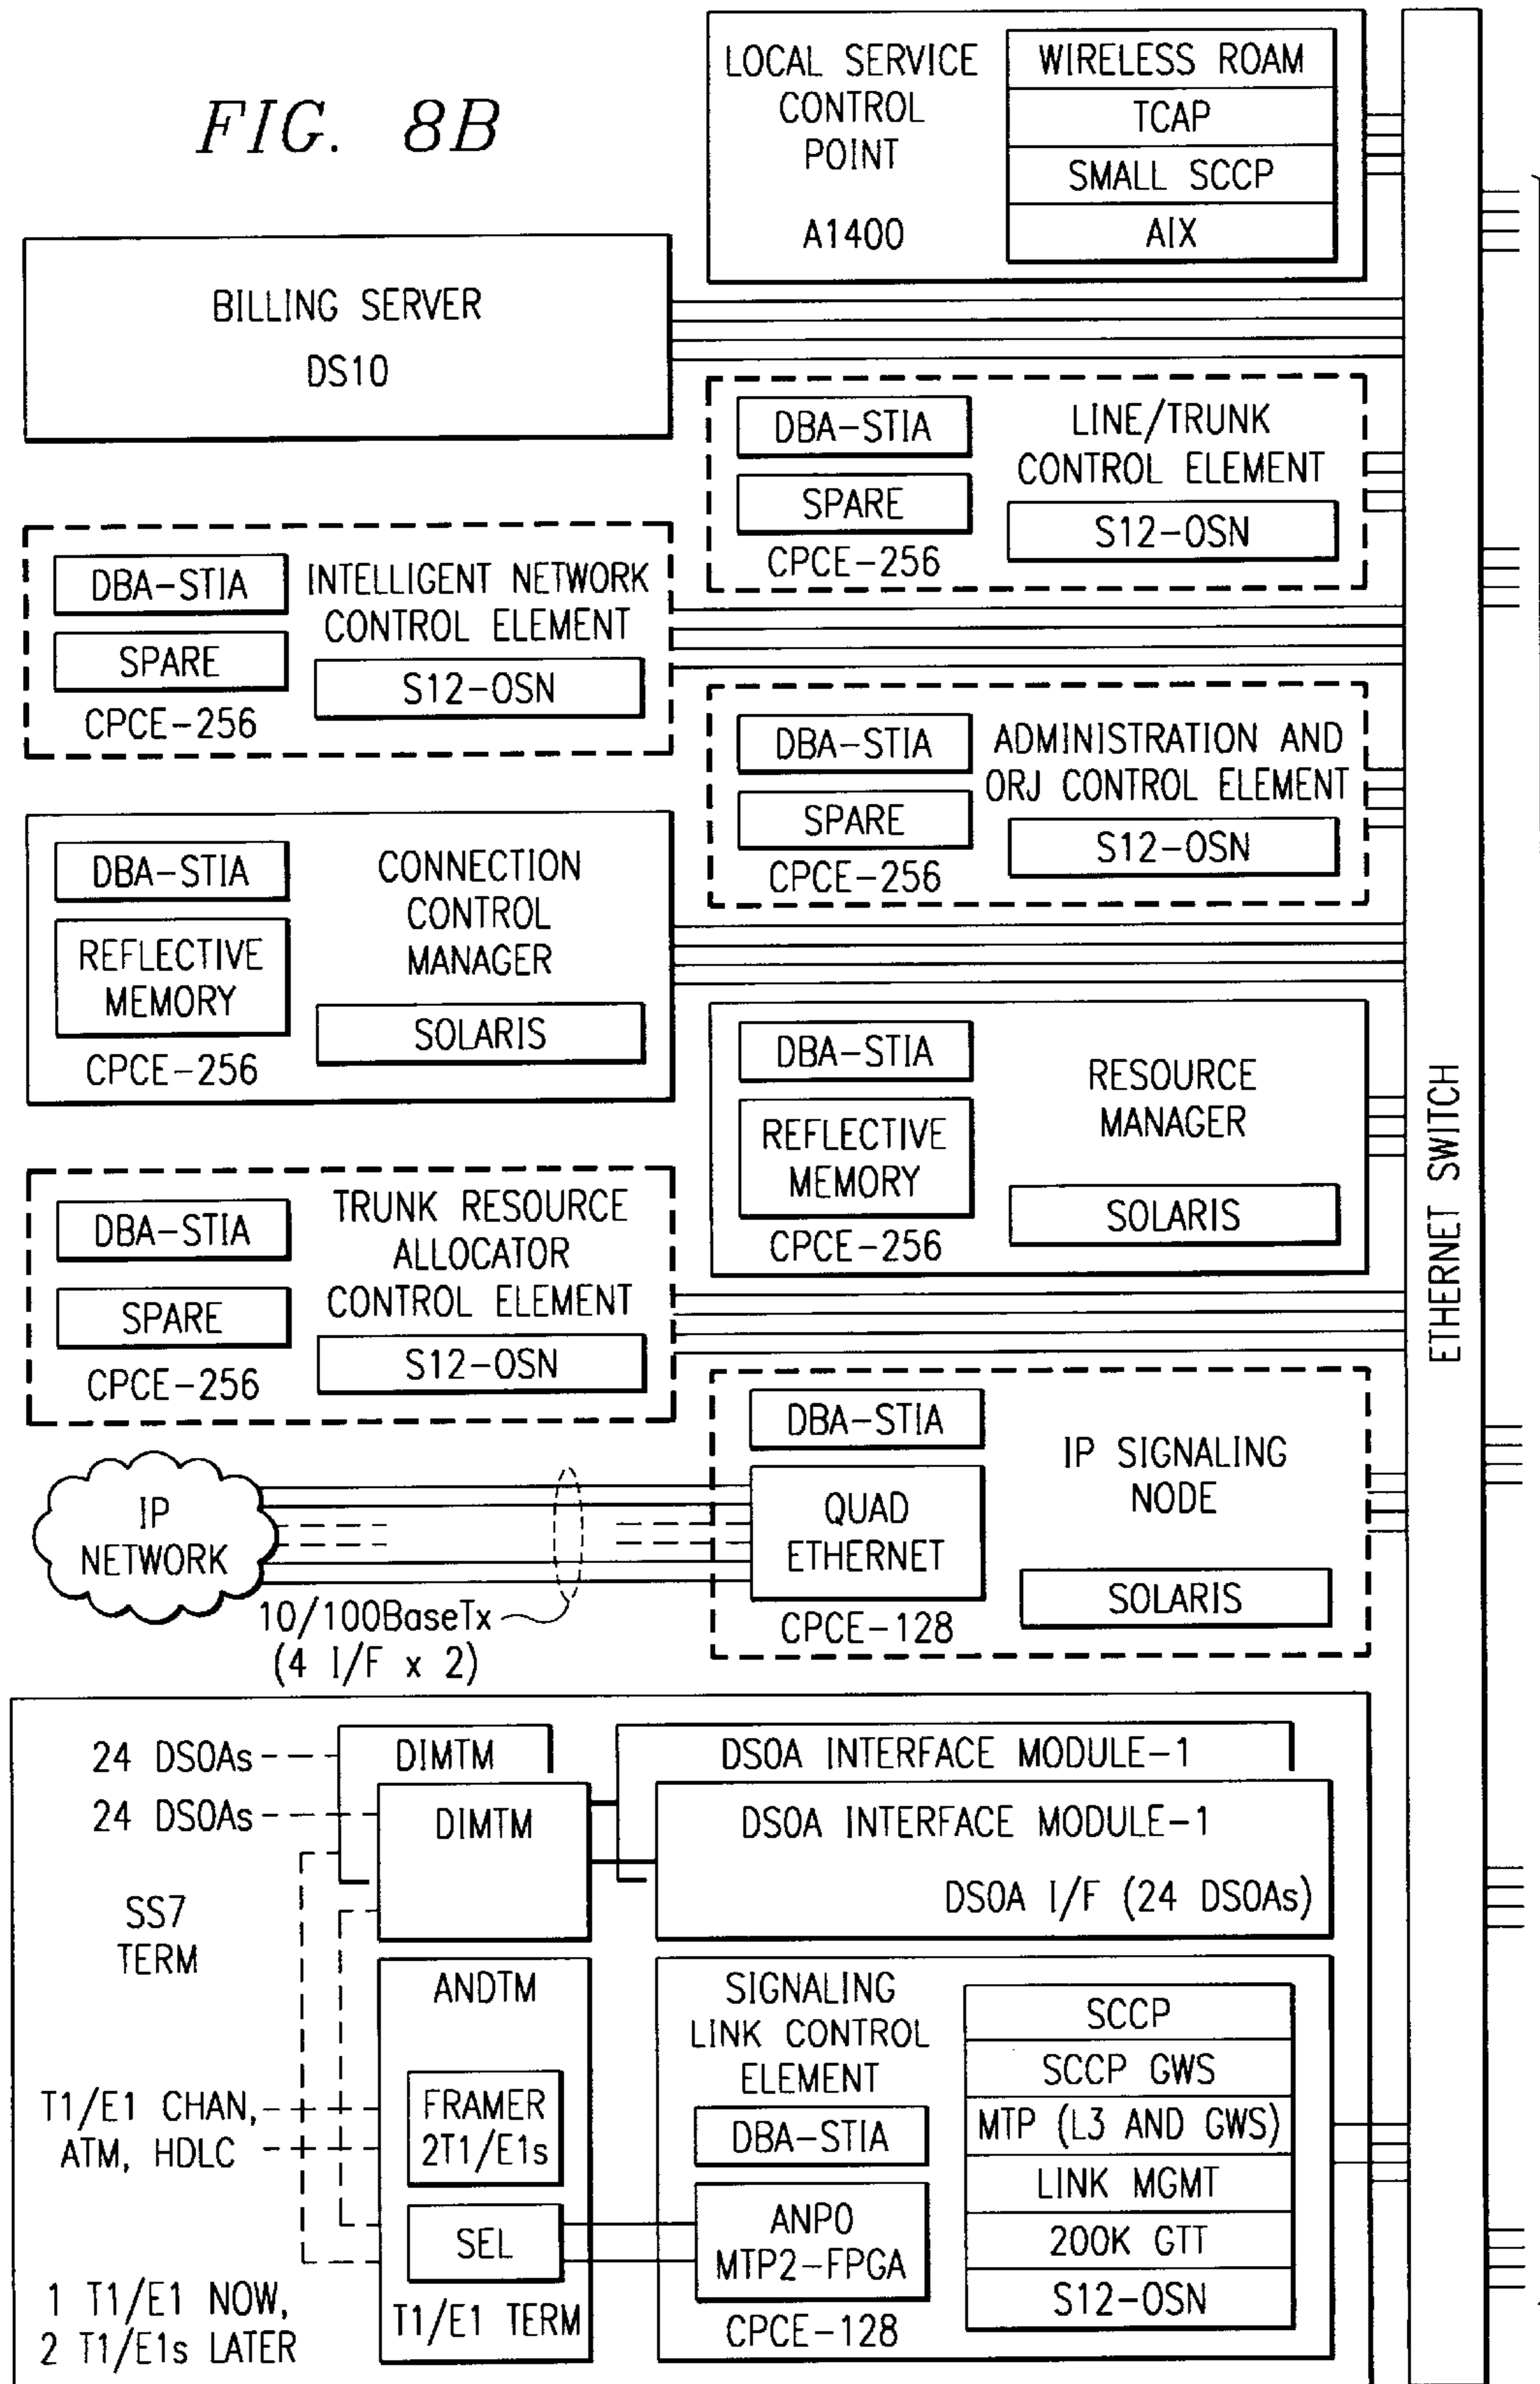 FIG. 8B
LOCAL SERVICE
CONTROL
POINT
A1400
WIRELESS ROAM
TCAP
SMALL SCCP
AIX
BILLING SERVER
DS10
DBA-STIA
SPARE
CPCE-256
LINE/TRUNK
CONTROL ELEMENT
S12-OSN
DBA-STIA
SPARE
CPCE-256
INTELLIGENT NETWORK
CONTROL ELEMENT
S12-OSN
DBA-STIA
SPARE
CPCE-256
ADMINISTRATION AND
ORJ CONTROL ELEMENT
S12-OSN
DBA-STIA
REFLECTIVE
MEMORY
CPCE-256
CONNECTION
CONTROL
MANAGER
SOLARIS
DBA-STIA
REFLECTIVE
MEMORY
CPCE-256
RESOURCE
MANAGER
SOLARIS
ETHERNET SWITCH
DBA-STIA
SPARE
CPCE-256
TRUNK RESOURCE
ALLOCATOR
CONTROL ELEMENT
S12-OSN
DBA-STIA
QUAD
ETHERNET
CPCE-128
IP SIGNALING
NODE
SOLARIS
IP
NETWORK
10/100BaseTx
(4 I/F x 2)
24 DSOAs
24 DSOAs
DIMTM
DIMTM
DSOA INTERFACE MODULE-1
DSOA INTERFACE MODULE-1
DSOA I/F (24 DSOAs)
SS7
TERM
ANDTM
FRAMER
2T1/E1s
SEL
T1/E1 TERM
T1/E1 CHAN,
ATM, HDLC
1 T1/E1 NOW,
2 T1/E1s LATER
SIGNALING
LINK CONTROL
ELEMENT
DBA-STIA
ANPO
MTP2-FPGA
CPCE-128
SCCP
SCCP GWS
MTP (L3 AND GWS)
LINK MGMT
200K GTT
S12-OSN